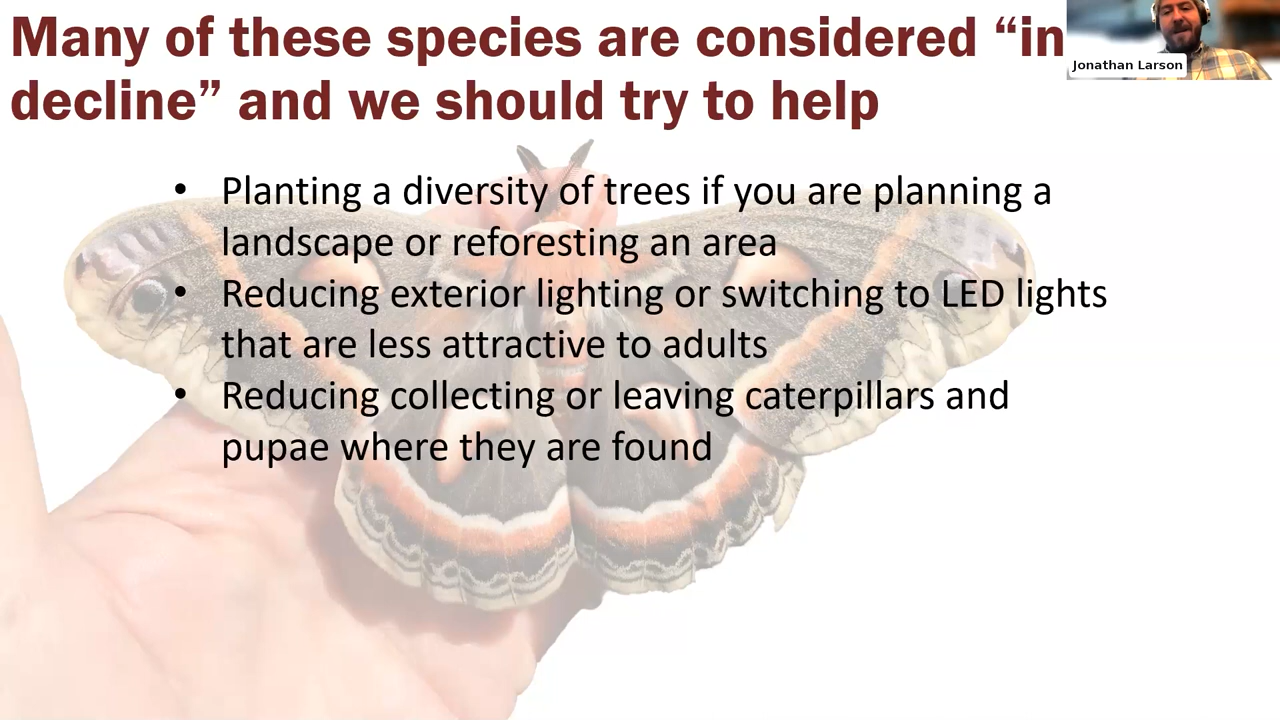 Many of these species are considered “in
decline” and we should try to help
Jonathan Larson
• Planting a diversity of trees if you are planning a
landscape or reforesting an area
• Reducing exterior lighting or switching to LED lights
that are less attractive to adults
• Reducing collecting or leaving caterpillars and
pupae where they are found